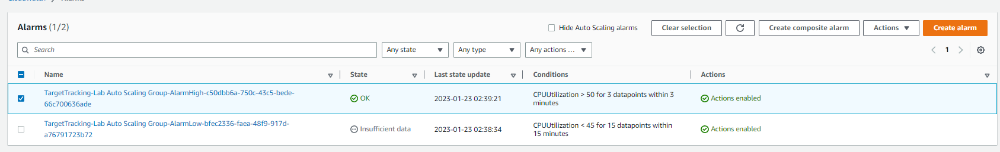 CloudWatch > Alarms
Alarms (1/2)
Hide Auto Scaling alarms
Clear selection
Create composite alarm
Actions
Create alarm
Search
Any state
Any type
Any actions ...
1
Name
State
Last state update
Conditions
Actions
TargetTracking-Lab Auto Scaling Group-AlarmHigh-c50dbb6a-750c-43c5-bede-
66c700636ade
OK
2023-01-23 02:39:21
CPUUtilization > 50 for 3 datapoints within 3
minutes
Actions enabled
TargetTracking-Lab Auto Scaling Group-AlarmLow-bfec2336-faea-48f9-917d-
a76791723b72
Insufficient data
2023-01-23 02:38:34
CPUUtilization < 45 for 15 datapoints within
15 minutes
Actions enabled